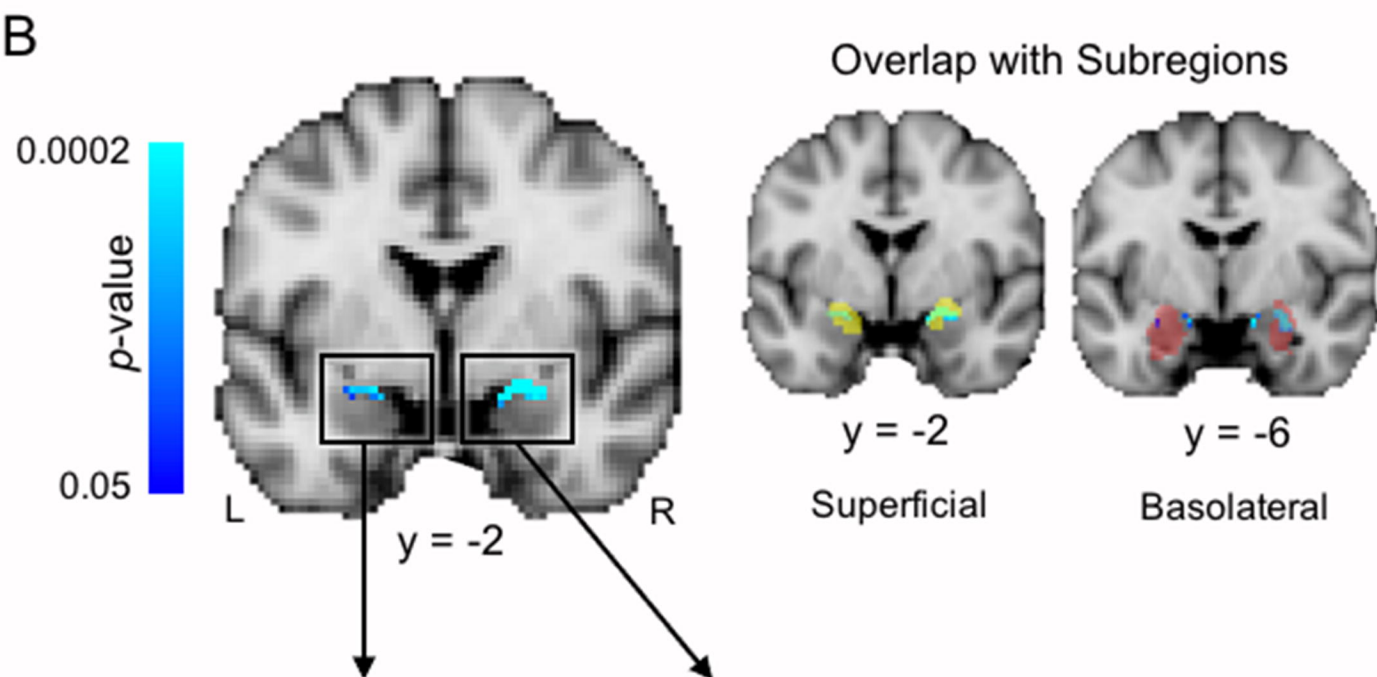 B
Overlap with Subregions
0.0002
p-value
0.05
L
R
y = -2
y = -2
y = -6
Superficial
Basolateral